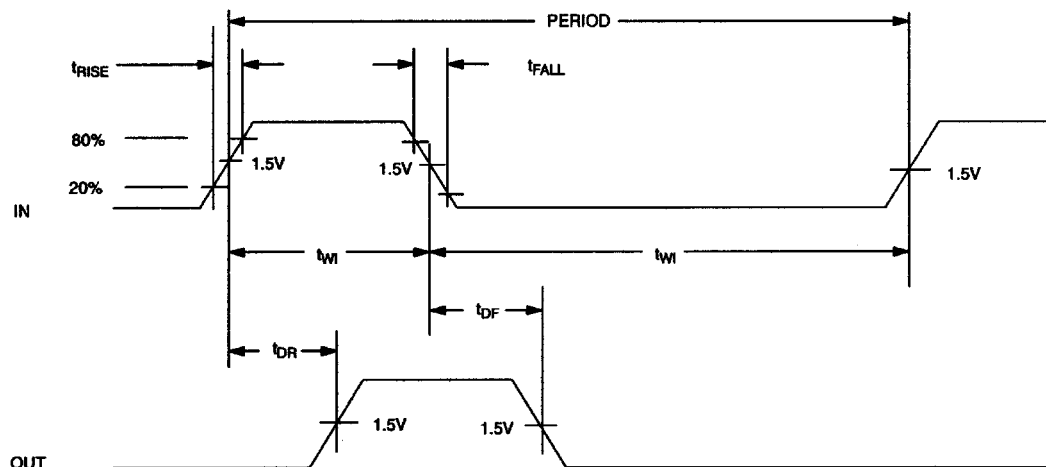 PERIOD
tRISE
tFALL
80%
1.5V
1.5V
20%
1.5V
IN
tWI
tWI
tDF
tDR
1.5V
1.5V
OUT